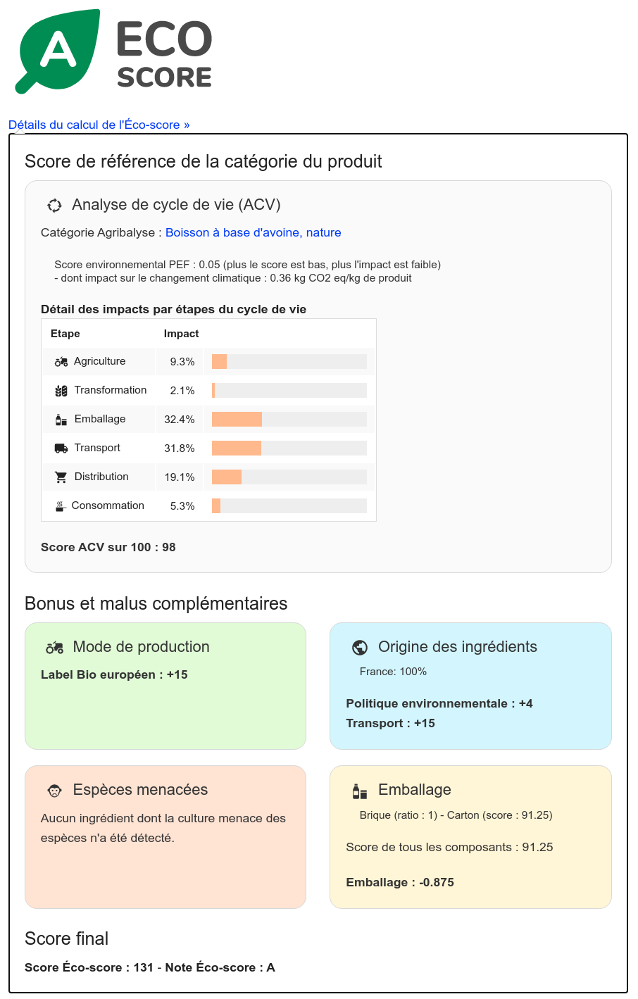 A ECO
SCORE
Détails du calcul de l'Éco-score »
Score de référence de la catégorie du produit
Analyse de cycle de vie (ACV)
Catégorie Agribalyse : Boisson à base d'avoine, nature
Score environnemental PEF : 0.05 (plus le score est bas, plus l'impact est faible)
- dont impact sur le changement climatique : 0.36 kg CO2 eq/kg de produit
Détail des impacts par étapes du cycle de vie
Etape Impact
Agriculture 9.3%
Transformation 2.1%
Emballage 32.4%
Transport 31.8%
Distribution 19.1%
Consommation 5.3%
Score ACV sur 100 : 98
Bonus et malus complémentaires
Mode de production
Label Bio européen : +15
Origine des ingrédients
France: 100%
Politique environnementale : +4
Transport : +15
Espèces menacées
Aucun ingrédient dont la culture menace des
espèces n'a été détecté.
Emballage
Brique (ratio : 1) - Carton (score : 91.25)
Score de tous les composants : 91.25
Emballage : -0.875
Score final
Score Éco-score : 131 - Note Éco-score : A